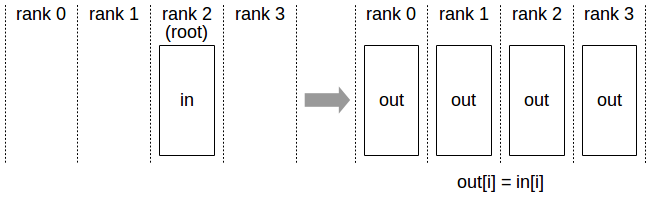 rank 0 rank 1 rank 2 rank 3 rank 0 rank 1 rank 2 rank 3
(root)
in out out out out
out[i] = in[i]